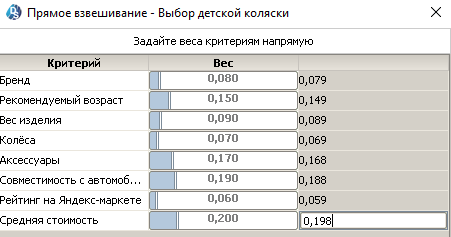 Прямое взвешивание - Выбор детской коляски
Задайте веса критериям напрямую
Критерий Вес
Бренд 0,080 0,079
Рекомендуемый возраст 0,150 0,149
Вес изделия 0,090 0,089
Колёса 0,070 0,069
Аксессуары 0,170 0,168
Совместимость с автомоб... 0,190 0,188
Рейтинг на Яндекс-маркете 0,060 0,059
Средняя стоимость 0,200 0,198